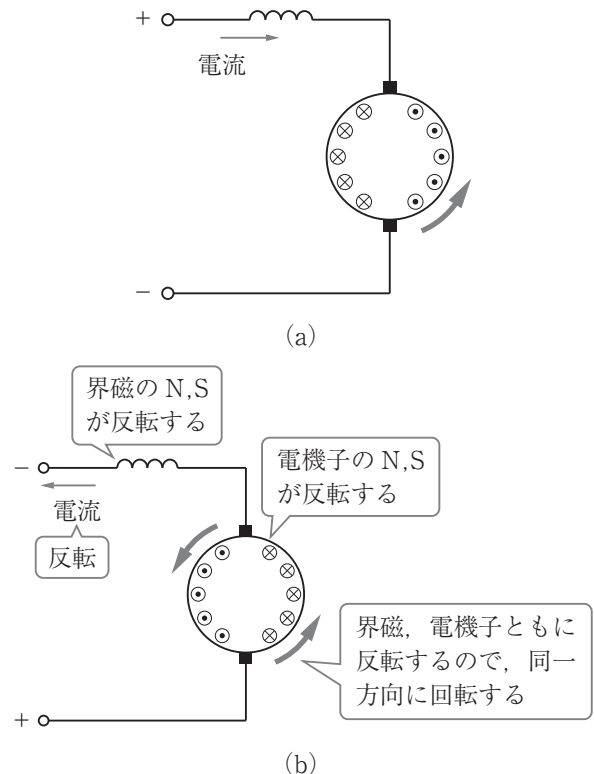 +
電流
−
(a)
界磁の N,S
が反転する
−
電流
反転
電機子の N,S
が反転する
界磁，電機子ともに
反転するので，同一
方向に回転する
+
(b)